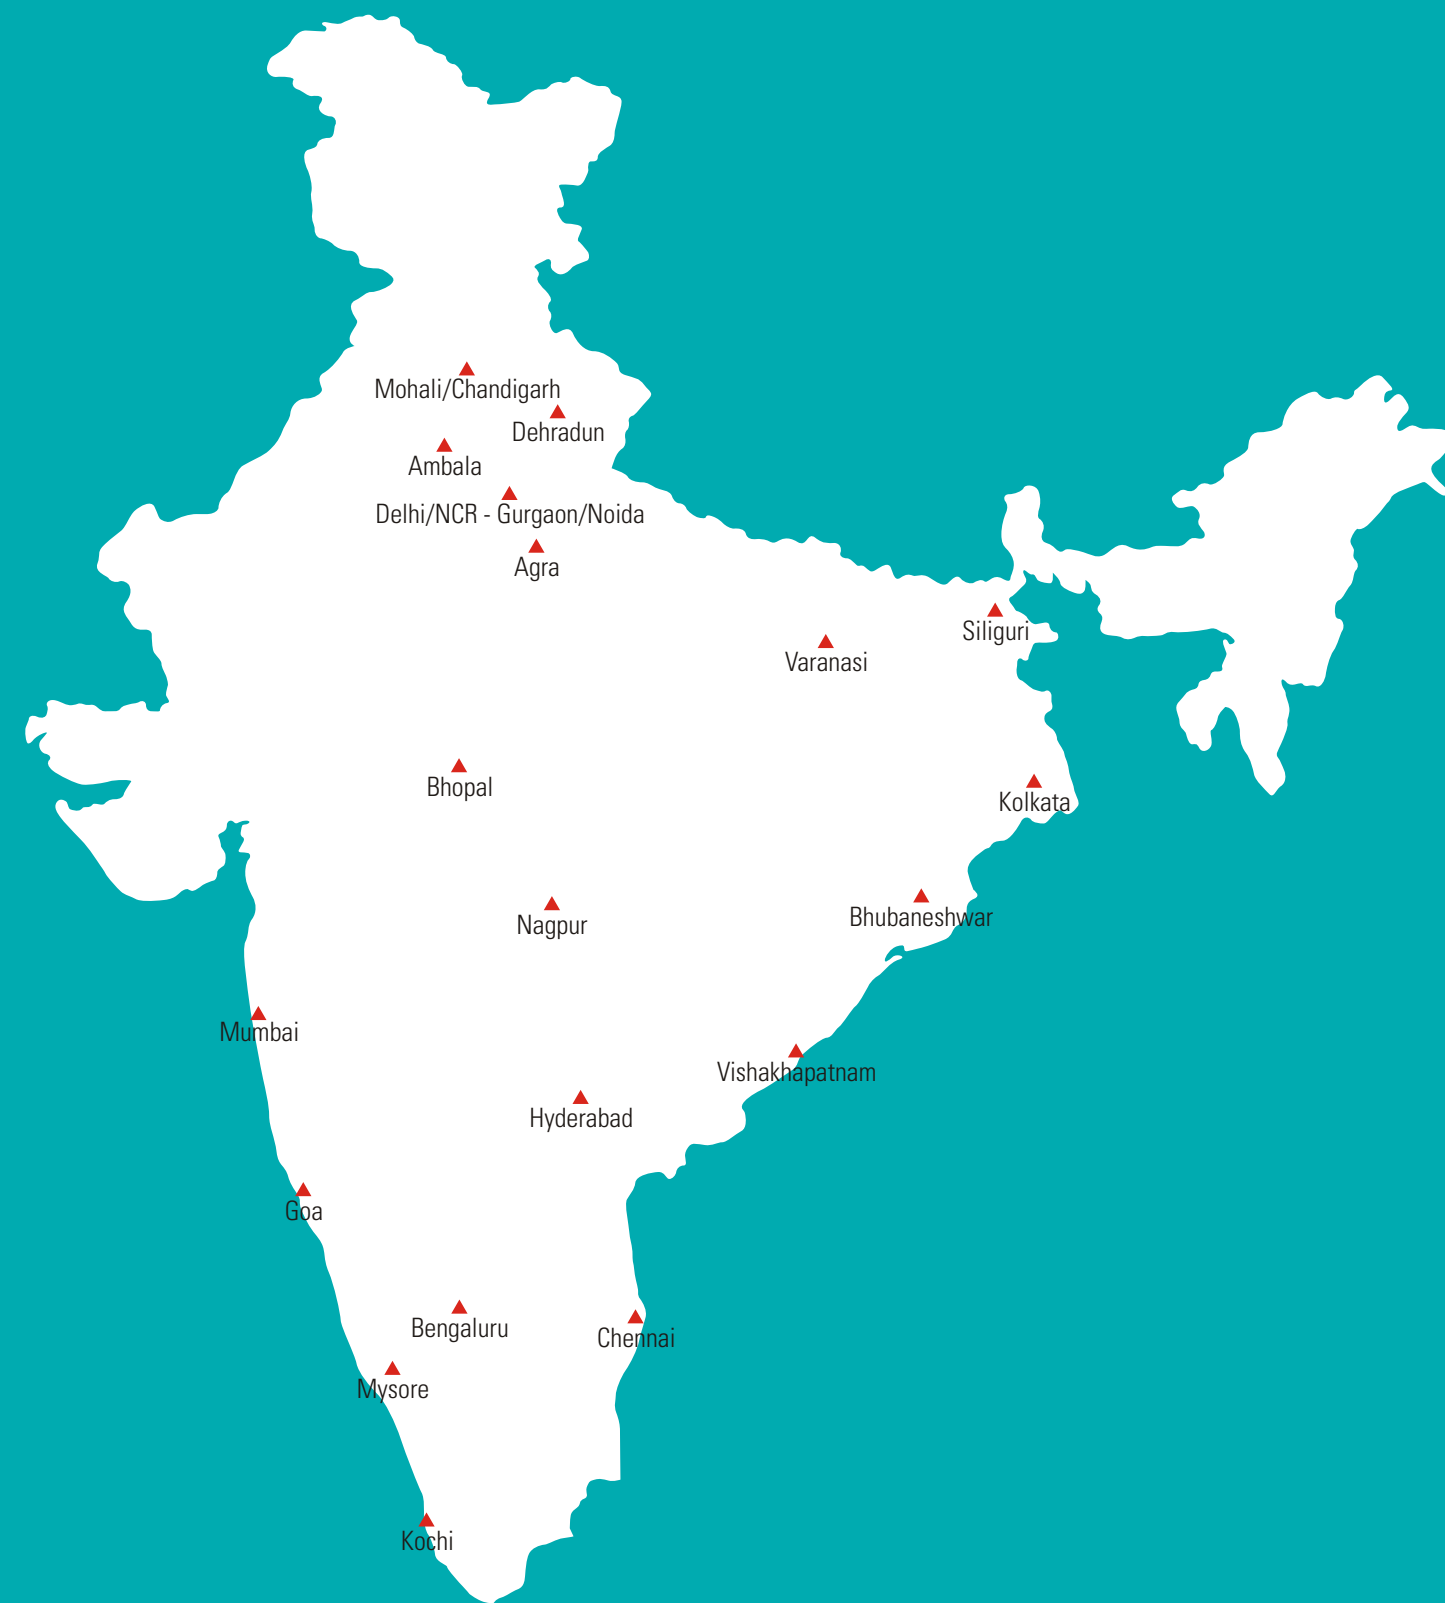 Mohali/Chandigarh
Dehradun
Ambala
Delhi/NCR - Gurgaon/Noida
Agra
Siliguri
Varanasi
Bhopal
Kolkata
Nagpur
Bhubaneshwar
Mumbai
Vishakhapatnam
Hyderabad
Goa
Bengaluru
Chennai
Mysore
Kochi